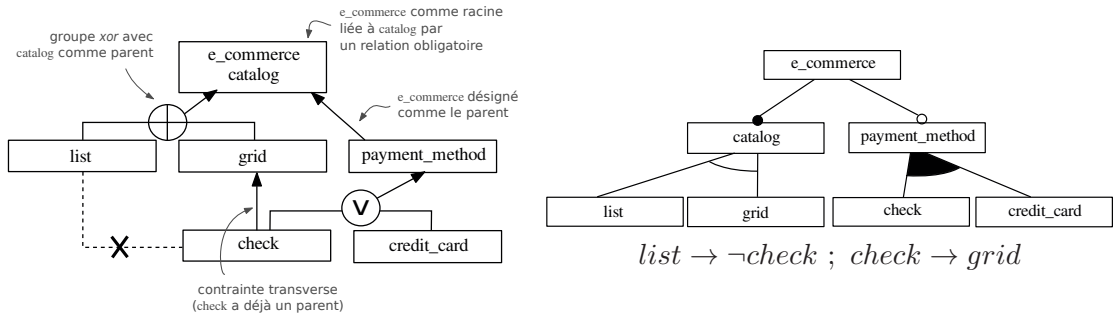 e_commerce comme racine
liée à catalog par
un relation obligatoire
groupe xor avec
catalog comme parent
e_commerce
catalog
e_commerce désigné
comme le parent
list
grid
payment_method
V
check
credit_card
contrainte transverse
(check a déjà un parent)
e_commerce
catalog
payment_method
list
grid
check
credit_card
list → ¬check ; check → grid